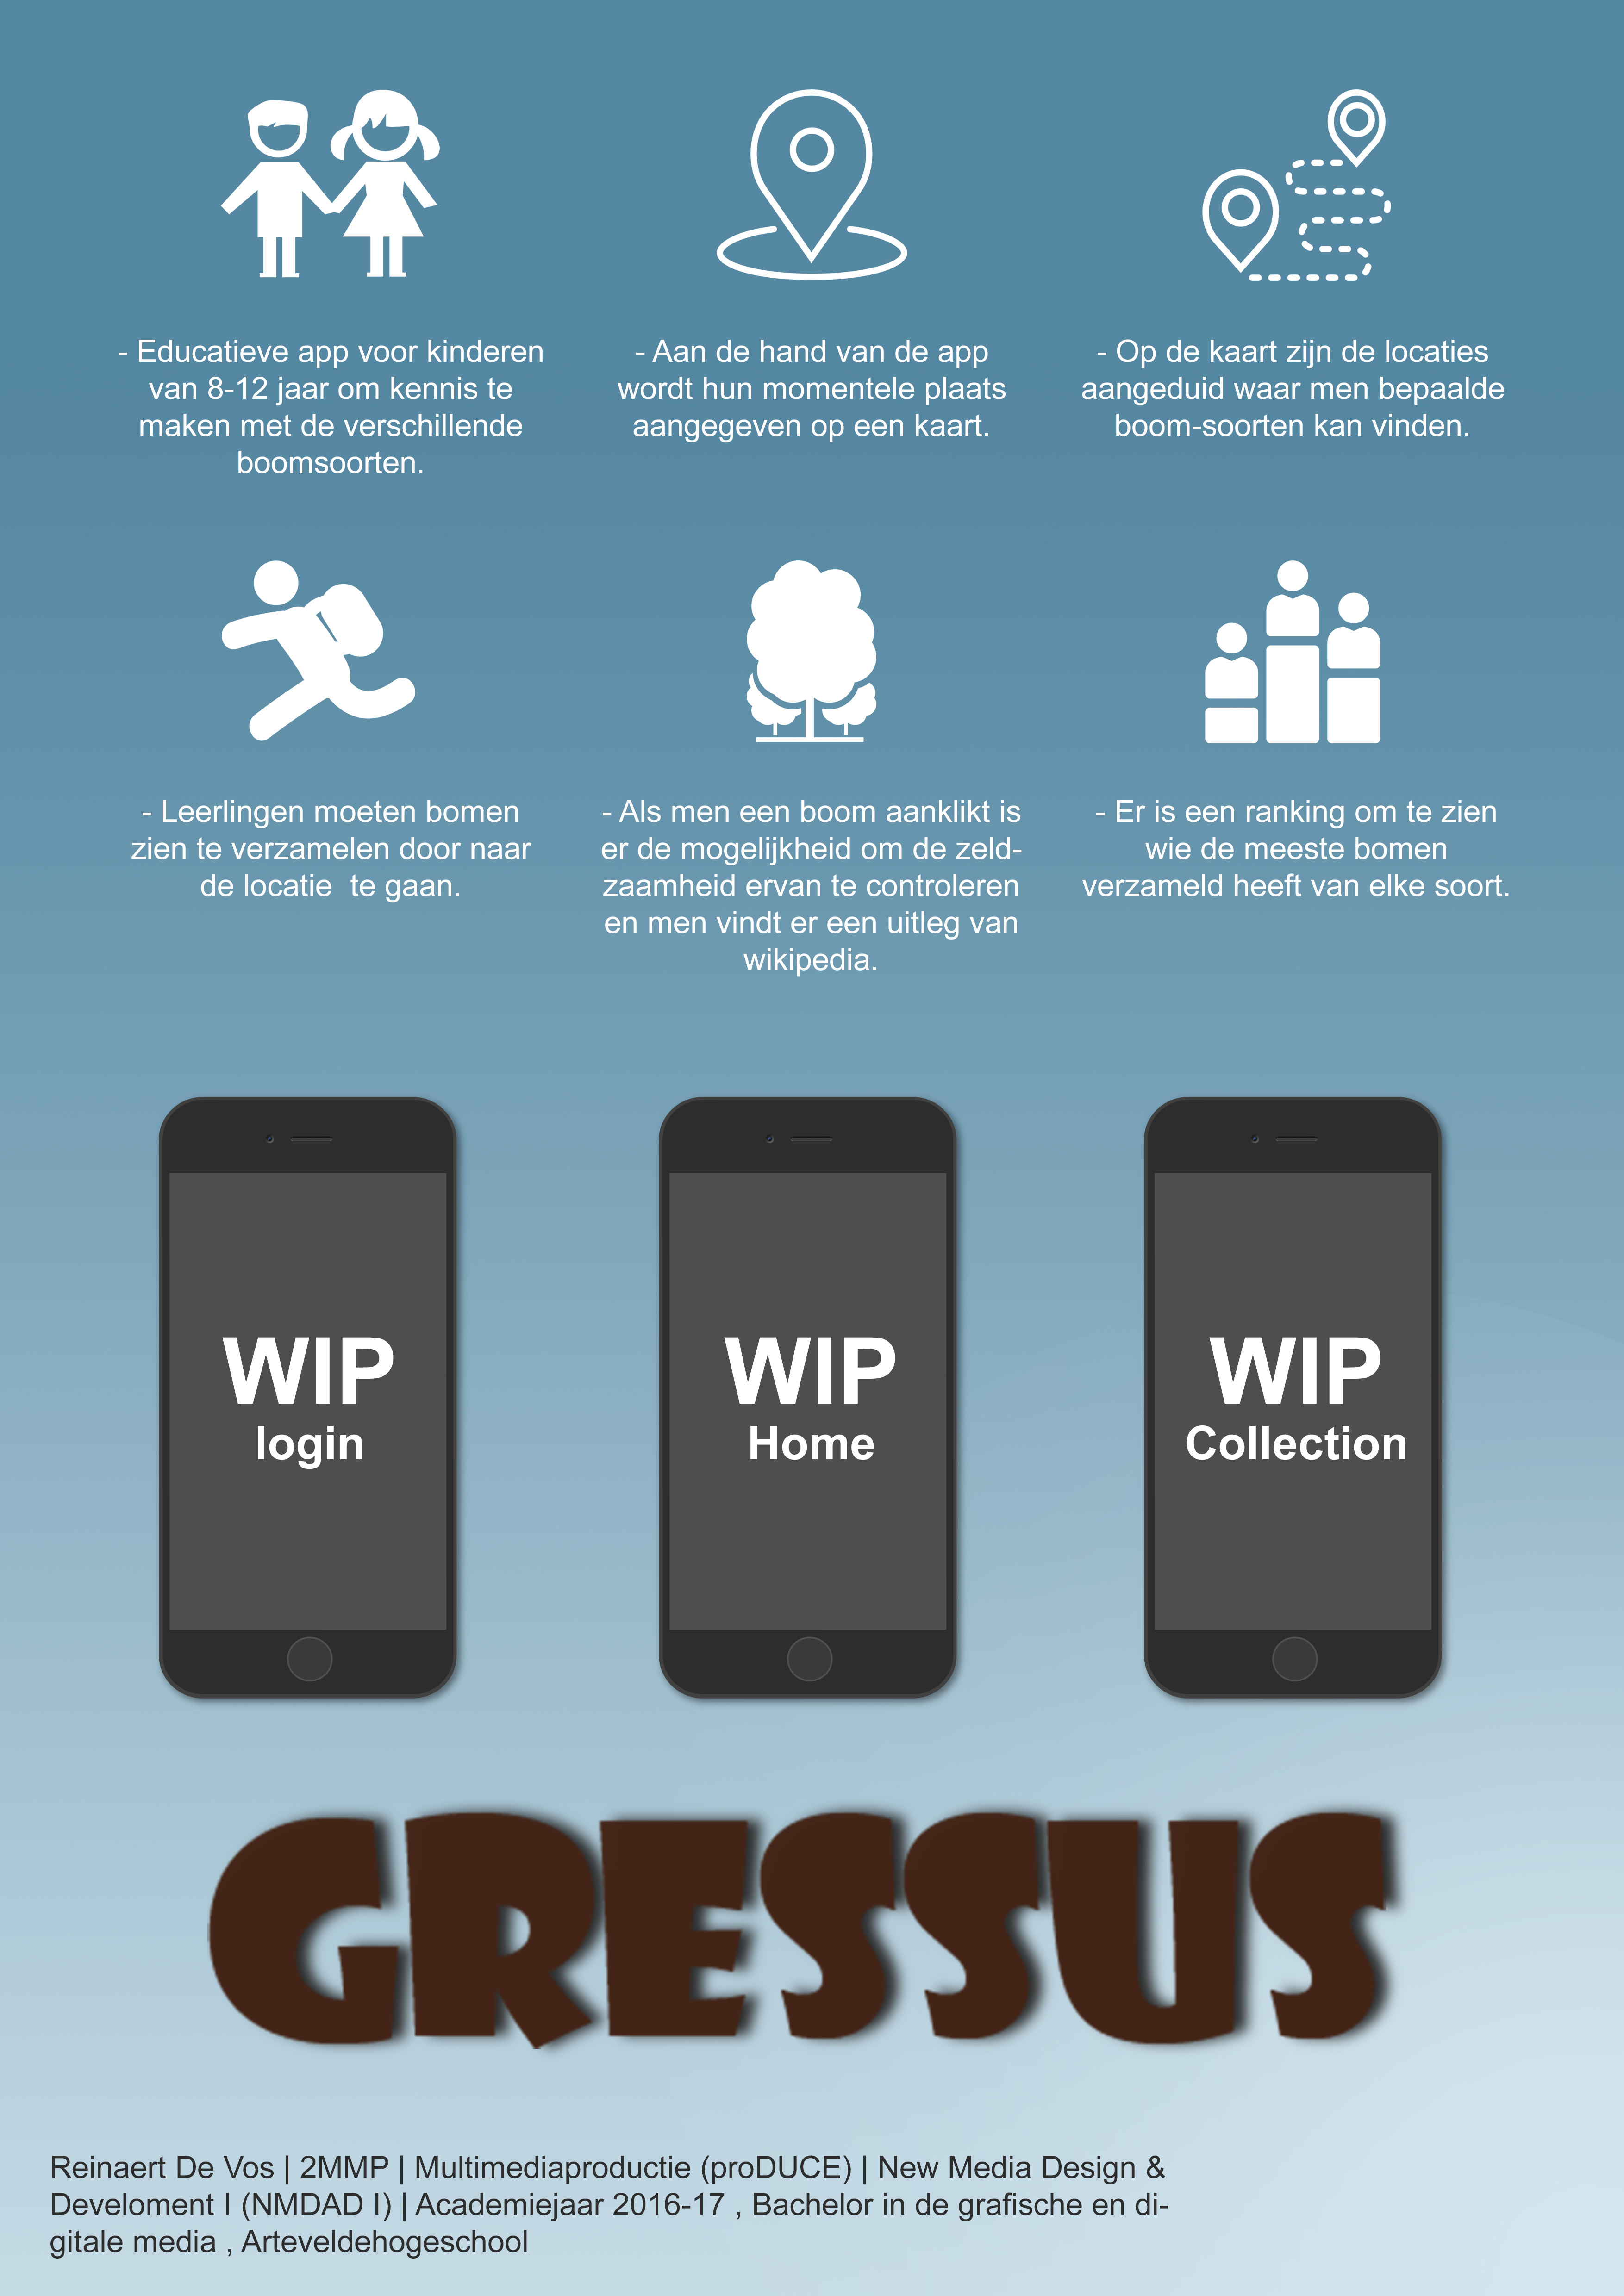 - Educatieve app voor kinderen
van 8-12 jaar om kennis te
maken met de verschillende
boomsoorten.
- Aan de hand van de app
wordt hun momentele plaats
aangegeven op een kaart.
- Op de kaart zijn de locaties
aangeduid waar men bepaalde
boom-soorten kan vinden.
- Leerlingen moeten bomen
zien te verzamelen door naar
de locatie  te gaan.
- Als men een boom aanklikt is
er de mogelijkheid om de zeld-
zaamheid ervan te controleren
en men vindt er een uitleg van
wikipedia.
- Er is een ranking om te zien
wie de meeste bomen
verzameld heeft van elke soort.
WIP
login
WIP
Home
WIP
Collection
GRESSUS
Reinaert De Vos | 2MMP | Multimediaproductie (proDUCE) | New Media Design &
Develoment I (NMDAD I) | Academiejaar 2016-17 , Bachelor in de grafische en di-
gitale media , Arteveldehogeschool